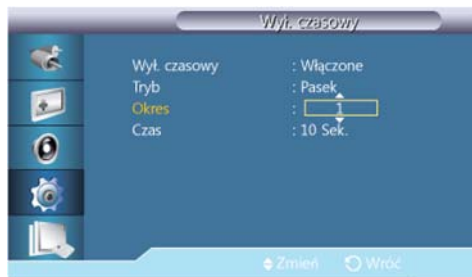 Wył. czasowy
Wył. czasowy : Włączone
Tryb : Pasek
Okres : 1
Czas : 10 Sek.
Zmień Wróć